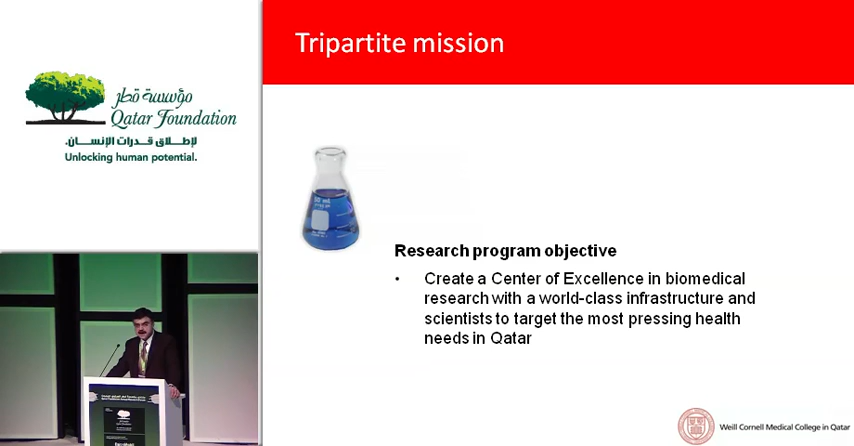 Tripartite mission
مؤسسة قطر
Qatar Foundation
لإطلاق قدرات الإنسان.
Unlocking human potential.
Research program objective
• Create a Center of Excellence in biomedical
research with a world-class infrastructure and
scientists to target the most pressing health
needs in Qatar
Weill Cornell Medical College in Qatar